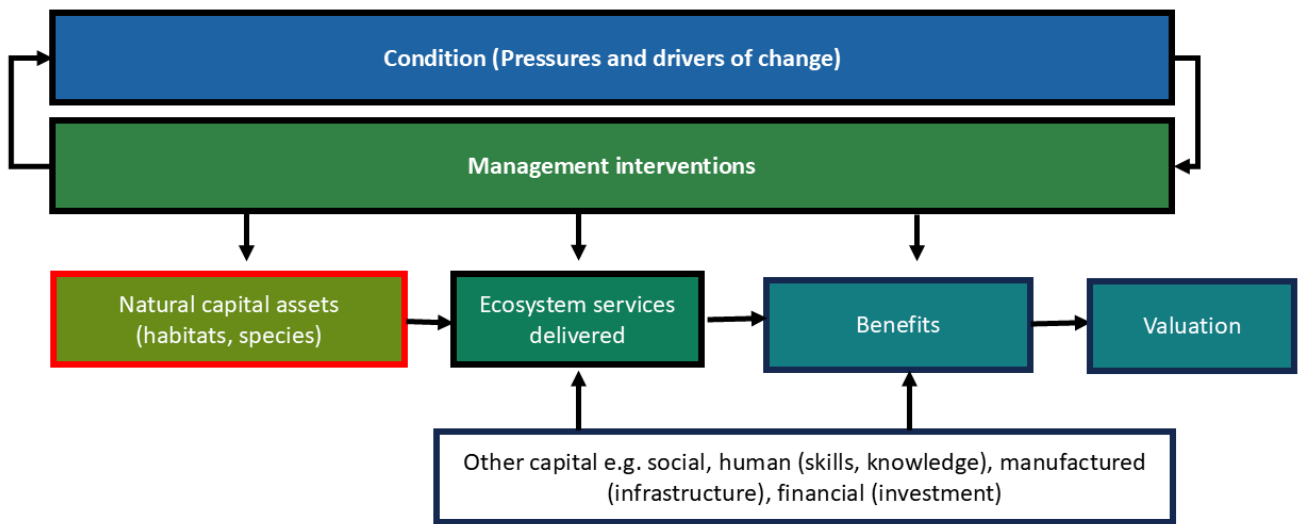 Condition (Pressures and drivers of change)
Management interventions
Natural capital assets
(habitats, species)
Ecosystem services
delivered
Benefits
Valuation
Other capital e.g. social, human (skills, knowledge), manufactured
(infrastructure), financial (investment)